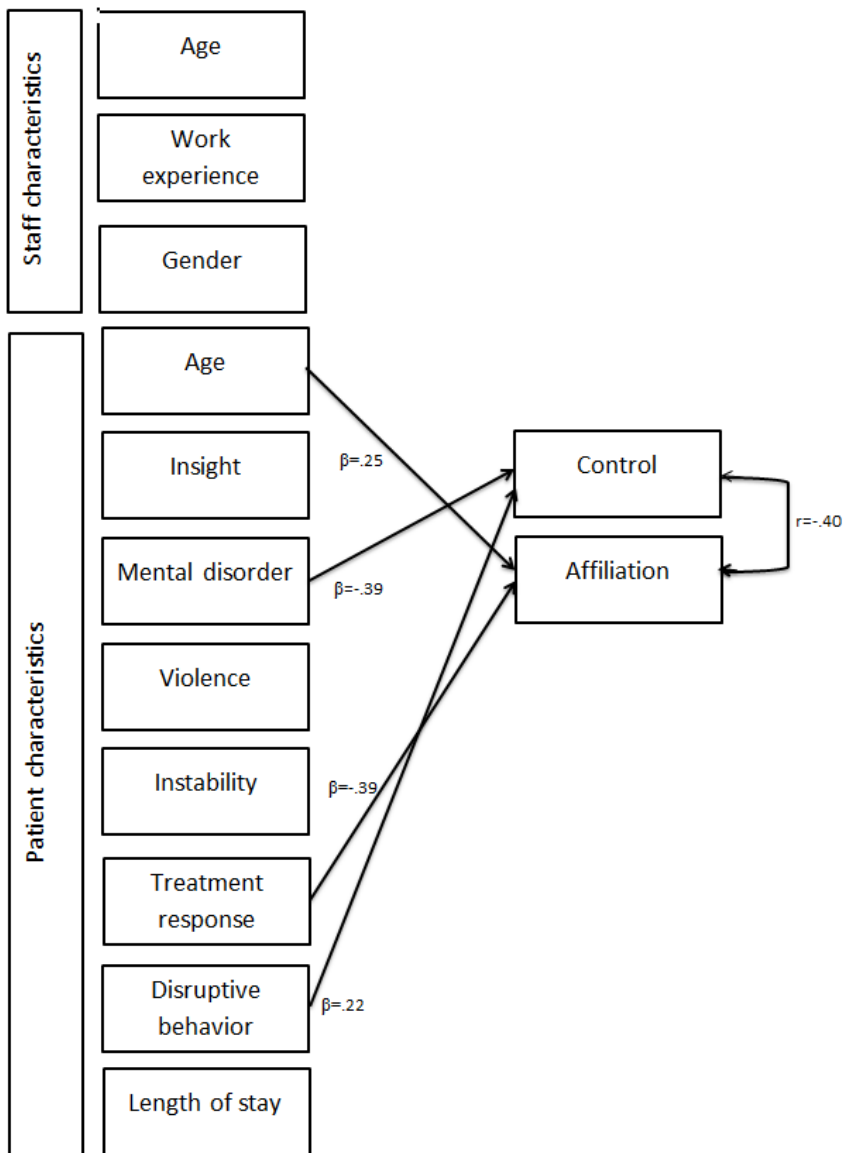 Staff characteristics
Age
Work
experience
Gender
Patient characteristics
Age
Insight
Mental disorder
Violence
Instability
Treatment
response
Disruptive
behavior
Length of stay
β=.25
β=-.39
β=-.39
β=.22
Control
Affiliation
r=-.40